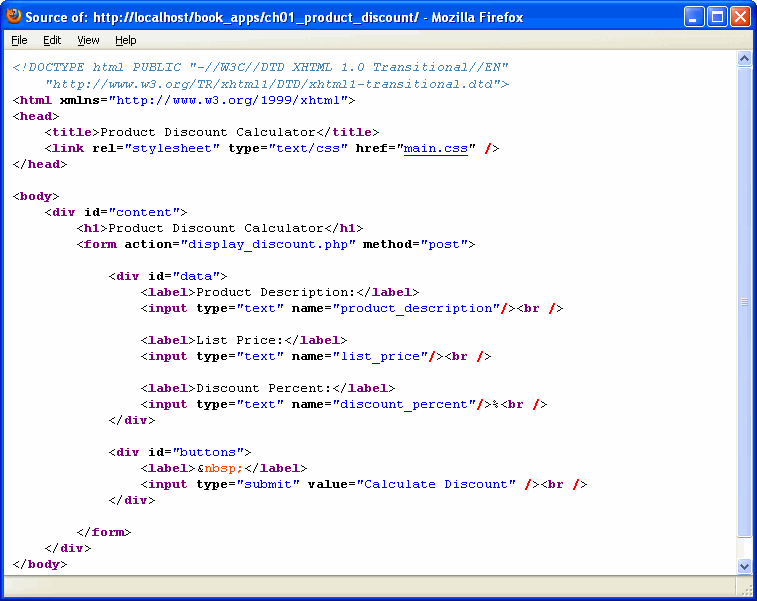 Source of: http://localhost/book_apps/ch01_product_discount/ - Mozilla Firefox
File Edit View Help
<!DOCTYPE html PUBLIC "-//W3C//DTD XHTML 1.0 Transitional//EN"
    "http://www.w3.org/TR/xhtml1/DTD/xhtml1-transitional.dtd">
<html xmlns="http://www.w3.org/1999/xhtml">
<head>
    <title>Product Discount Calculator</title>
    <link rel="stylesheet" type="text/css" href="main.css" />
</head>

<body>
    <div id="content">
        <h1>Product Discount Calculator</h1>
        <form action="display_discount.php" method="post">

            <div id="data">
                <label>Product Description:</label>
                <input type="text" name="product_description"/><br />

                <label>List Price:</label>
                <input type="text" name="list_price"/><br />

                <label>Discount Percent:</label>
                <input type="text" name="discount_percent"/>%<br />
            </div>

            <div id="buttons">
                <label>&nbsp;</label>
                <input type="submit" value="Calculate Discount" /><br />
            </div>

        </form>
    </div>
</body>